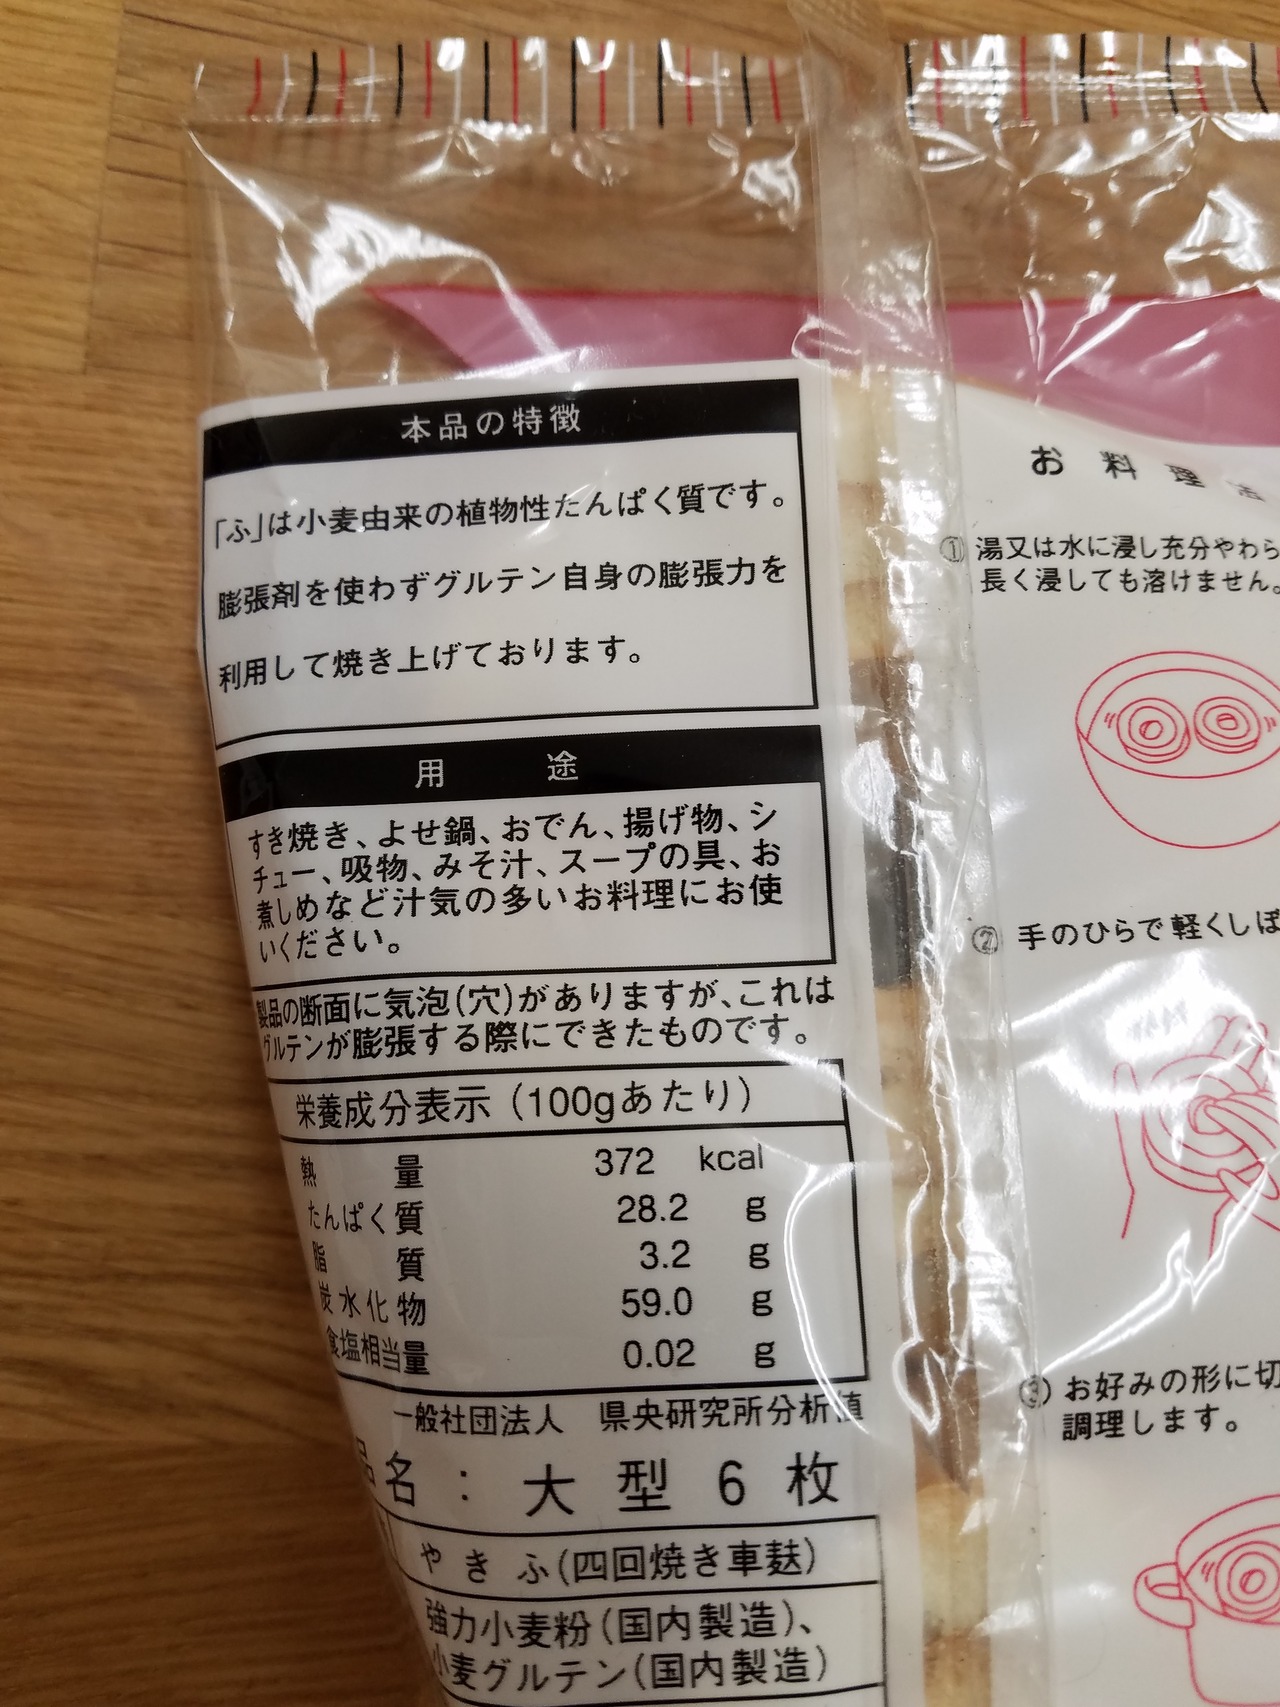 本品の特徴
「ふ」は小麦由来の植物性たんぱく質です。
膨張剤を使わずグルテン自身の膨張力を
利用して焼き上げております。
用途
すき焼き、よせ鍋、おでん、揚げ物、シ
チュー、吸物、みそ汁、スープの具、お
煮しめなど汁気の多いお料理にお使
いください。
製品の断面に気泡(穴)がありますが、これは
グルテンが膨張する際にできたものです。
栄養成分表示(100gあたり)
熱量 372 kcal
たんぱく質 28.2 g
脂質 3.2 g
炭水化物 59.0 g
食塩相当量 0.02 g
一般社団法人 県央研究所分析値
品名:大型6枚
やきふ(四回焼き車麸)
強力小麦粉(国内製造)、
小麦グルテン(国内製造)
お料理
① 湯又は水に浸し充分やわら
長く浸しても溶けません。
② 手のひらで軽くしぼ
③ お好みの形に切
調理します。